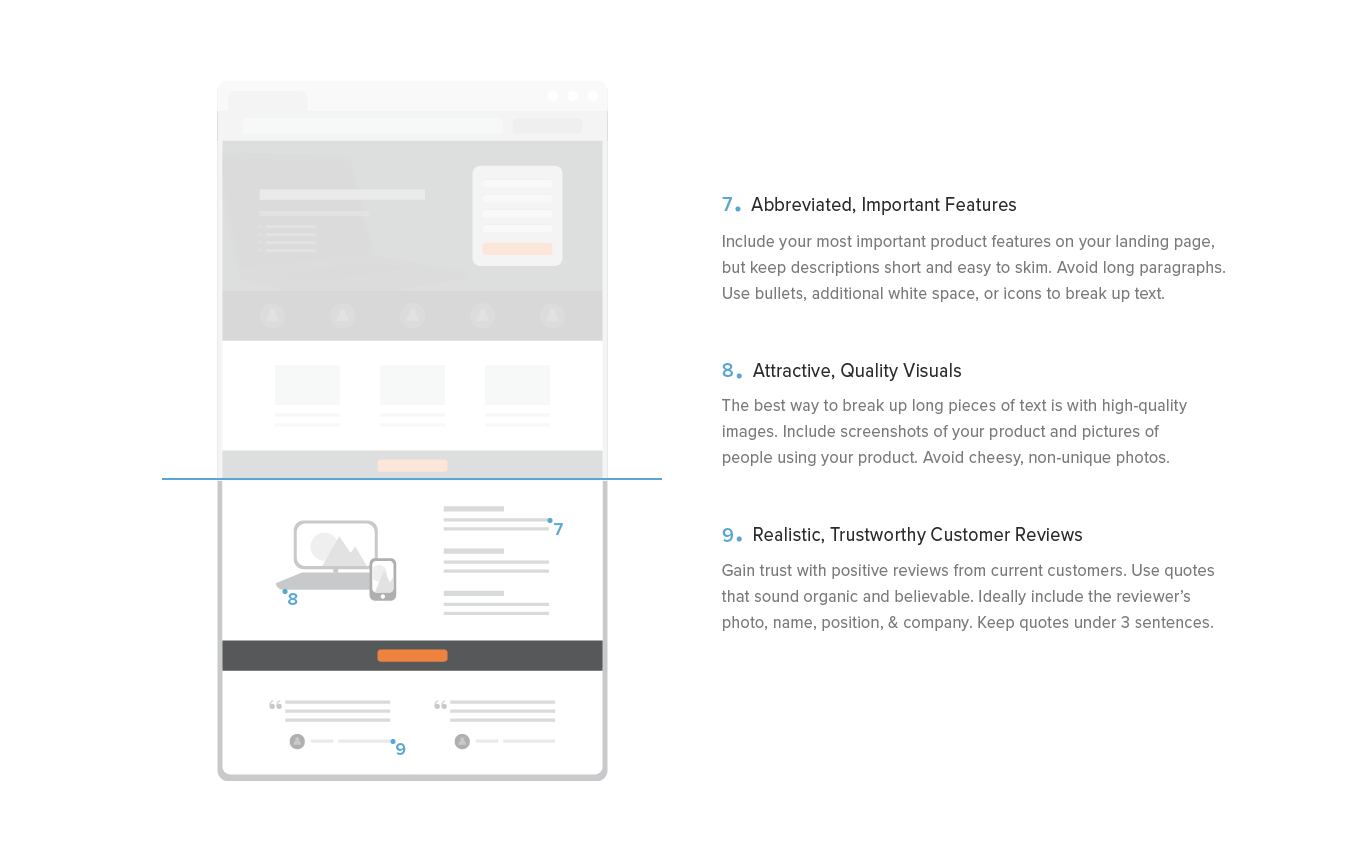 7. Abbreviated, Important Features
Include your most important product features on your landing page,
but keep descriptions short and easy to skim. Avoid long paragraphs.
Use bullets, additional white space, or icons to break up text.
8. Attractive, Quality Visuals
The best way to break up long pieces of text is with high-quality
images. Include screenshots of your product and pictures of
people using your product. Avoid cheesy, non-unique photos.
9. Realistic, Trustworthy Customer Reviews
Gain trust with positive reviews from current customers. Use quotes
that sound organic and believable. Ideally include the reviewer’s
photo, name, position, & company. Keep quotes under 3 sentences.
7
8
“
“
9